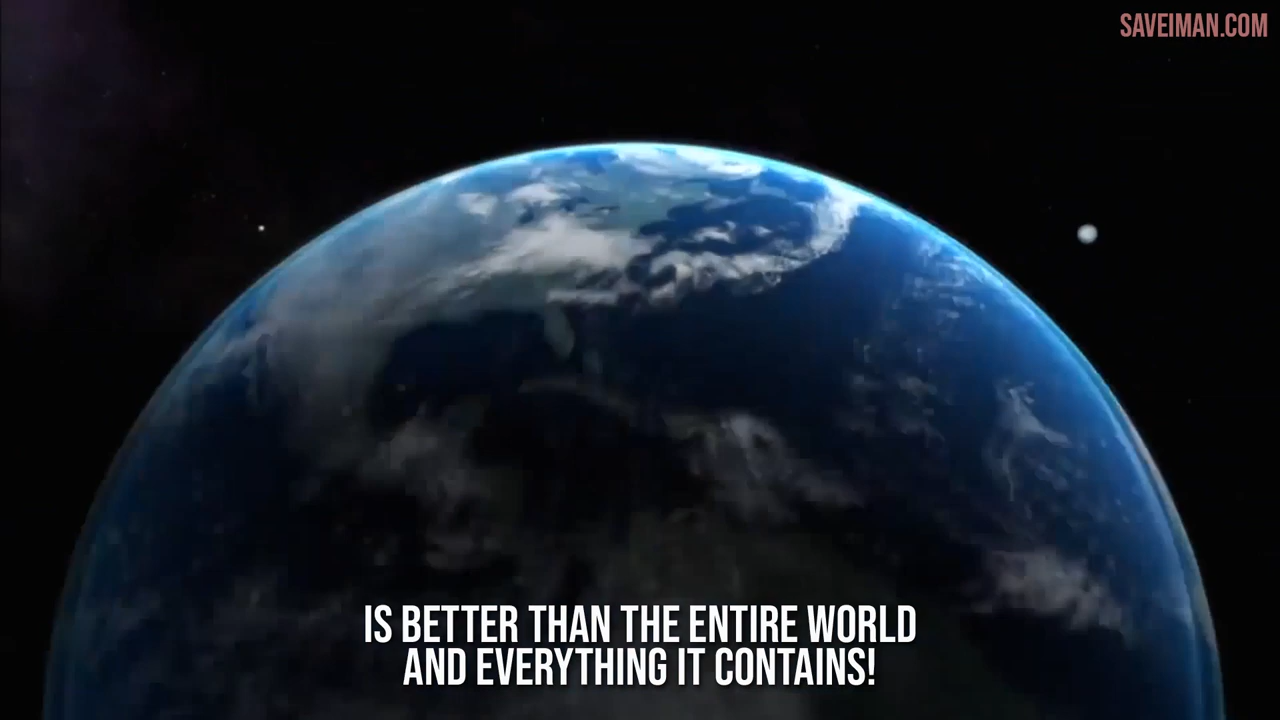 SAVEIMAN.COM
IS BETTER THAN THE ENTIRE WORLD
AND EVERYTHING IT CONTAINS!